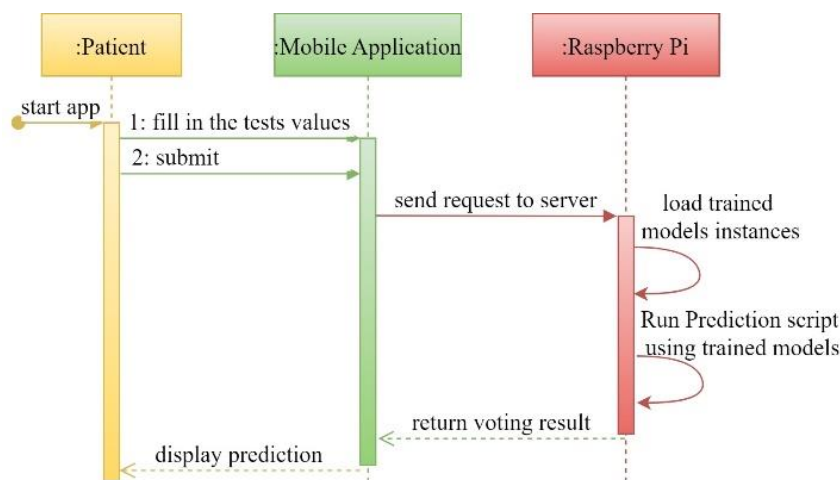 :Patient
:Mobile Application
:Raspberry Pi
start app
1: fill in the tests values
2: submit
send request to server
load trained
models instances
Run Prediction script
using trained models
return voting result
display prediction